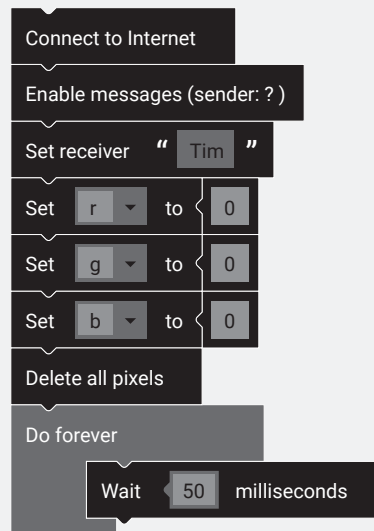 Connect to Internet
Enable messages (sender: ? )
Set receiver “ Tim ”
Set r to 0
Set g to 0
Set b to 0
Delete all pixels
Do forever
Wait 50 milliseconds